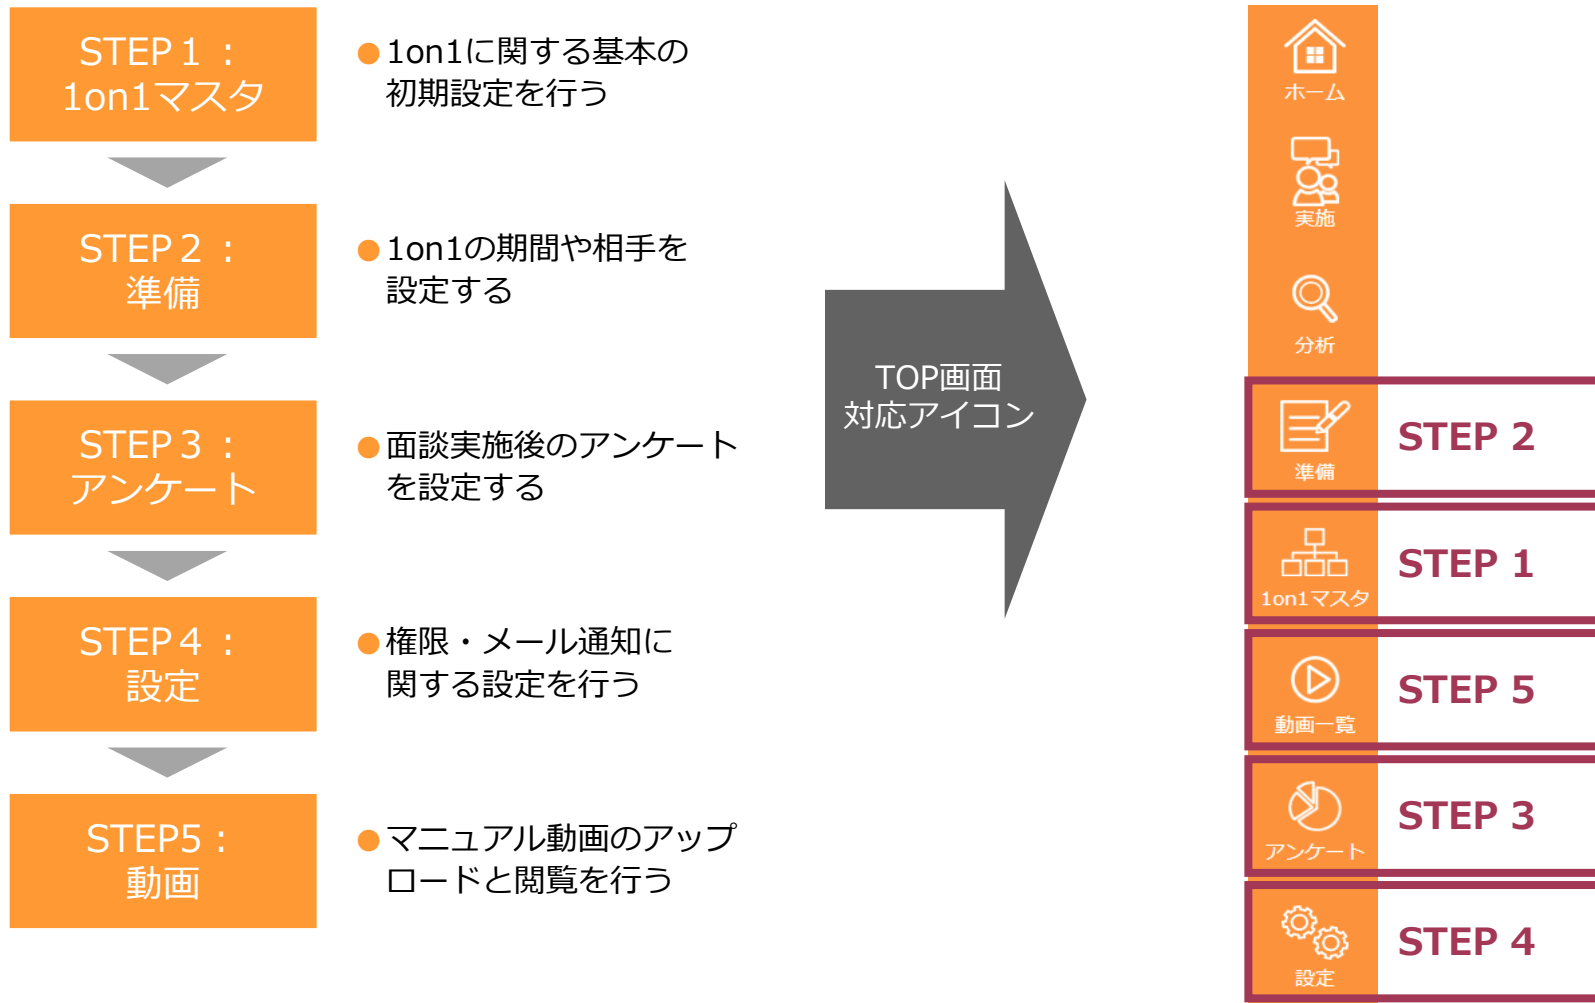 STEP１：
1on1マスタ
●1on1に関する基本の
初期設定を行う
STEP２：
準備
●1on1の期間や相手を
設定する
STEP３：
アンケート
●面談実施後のアンケート
を設定する
STEP４：
設定
●権限・メール通知に
関する設定を行う
STEP5：
動画
●マニュアル動画のアップ
ロードと閲覧を行う
TOP画面
対応アイコン
ホーム
実施
分析
準備
STEP 2
1on1マスタ
STEP 1
動画一覧
STEP 5
アンケート
STEP 3
設定
STEP 4